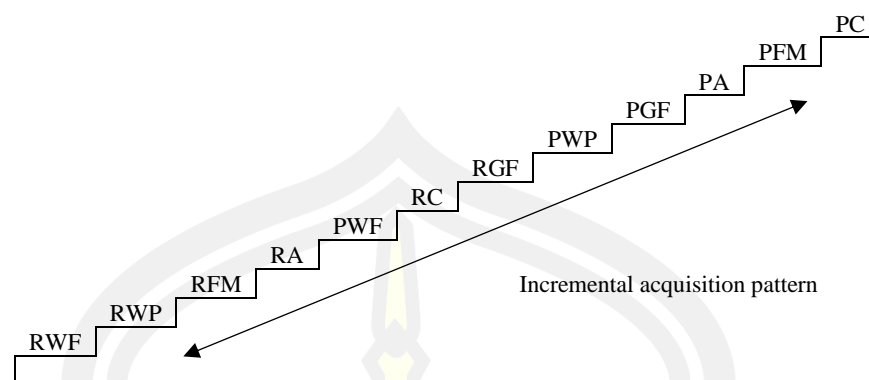 PC
PFM
PA
PGF
PWP
RGF
RC
PWF
RA
RFM
Incremental acquisition pattern
RWP
RWF